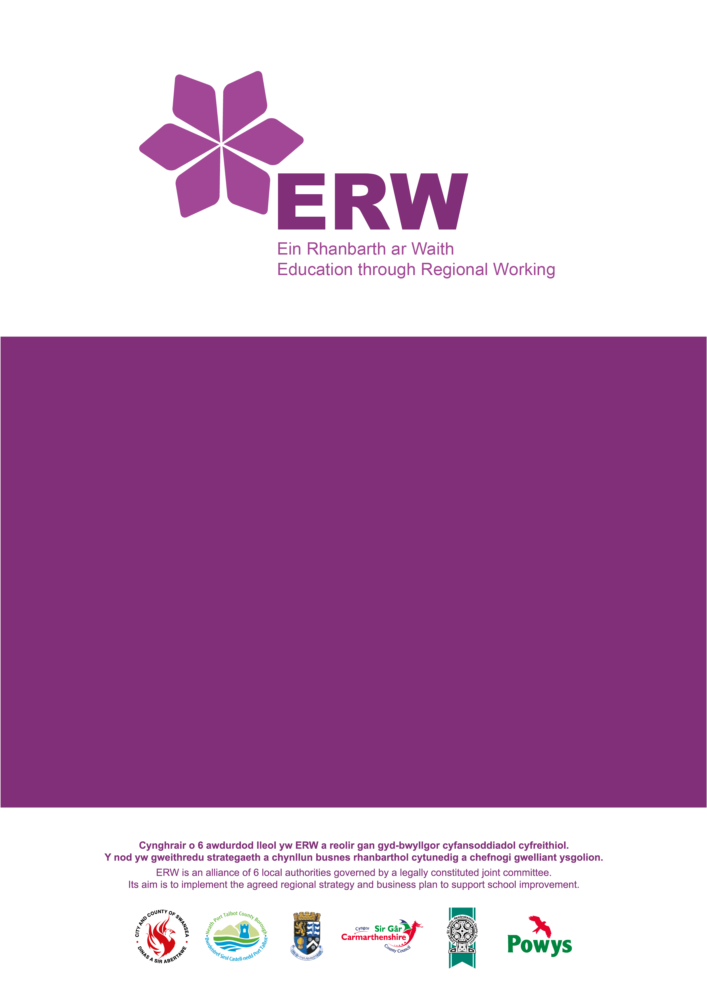 ERW
Ein Rhanbarth ar Waith
Education through Regional Working
Cynghrair o 6 awdurdod lleol yw ERW a reolir gan gyd-bwyllgor cyfansoddiadol cyfreithiol.
Y nod yw gweithredu strategaeth a chynllun busnes rhanbarthol cytunedig a chefnogi gwelliant ysgolion.
ERW is an alliance of 6 local authorities governed by a legally constituted joint committee.
Its aim is to implement the agreed regional strategy and business plan to support school improvement.
CITY AND COUNTY OF SWANSEA
DINAS A SIR ABERTAWE
Neath Port Talbot County Borough
Bwrdeistref Sirol Castell-nedd Port Talbot
Cyngor Sir Gâr
Carmarthenshire
County Council
Cyngor Sir Penfro - Pembrokeshire County Council
Powys